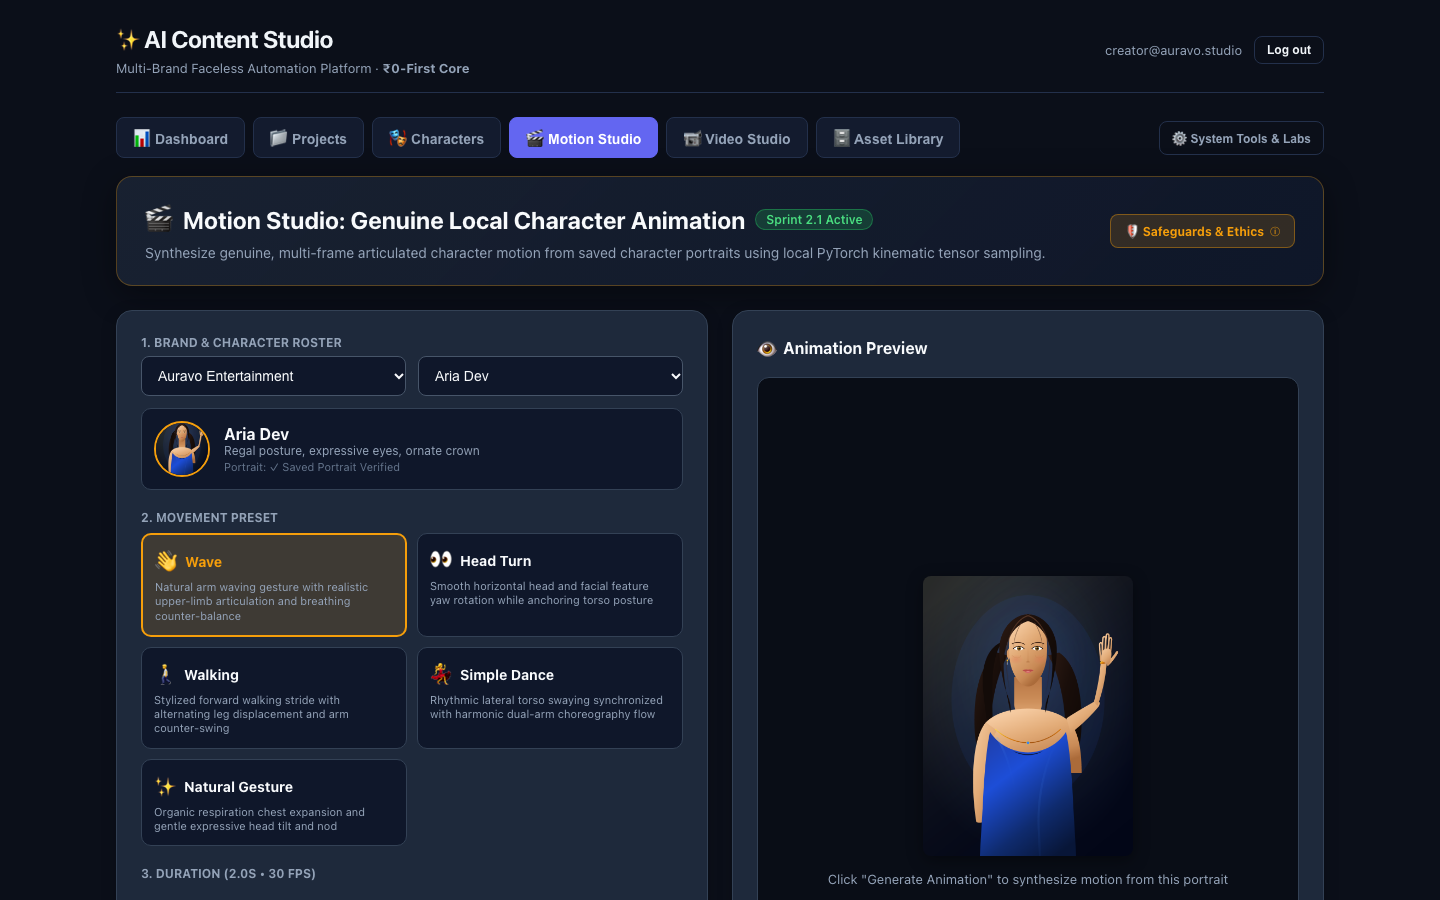 ✨ AI Content Studio
Multi-Brand Faceless Automation Platform · ₹0-First Core
creator@auravo.studio
Log out
📊 Dashboard
📁 Projects
🎭 Characters
🎬 Motion Studio
📹 Video Studio
🗄️ Asset Library
⚙️ System Tools & Labs
🎬 Motion Studio: Genuine Local Character Animation
Sprint 2.1 Active
Synthesize genuine, multi-frame articulated character motion from saved character portraits using local PyTorch kinematic tensor sampling.
🛡️ Safeguards & Ethics ⓘ
1. BRAND & CHARACTER ROSTER
Auravo Entertainment
Aria Dev
Aria Dev
Regal posture, expressive eyes, ornate crown
Portrait: ✓ Saved Portrait Verified
2. MOVEMENT PRESET
👋 Wave
Natural arm waving gesture with realistic
upper-limb articulation and breathing
counter-balance
👀 Head Turn
Smooth horizontal head and facial feature
yaw rotation while anchoring torso posture
🚶 Walking
Stylized forward walking stride with
alternating leg displacement and arm
counter-swing
💃 Simple Dance
Rhythmic lateral torso swaying synchronized
with harmonic dual-arm choreography flow
✨ Natural Gesture
Organic respiration chest expansion and
gentle expressive head tilt and nod
3. DURATION (2.0S • 30 FPS)
👁️ Animation Preview
Click "Generate Animation" to synthesize motion from this portrait